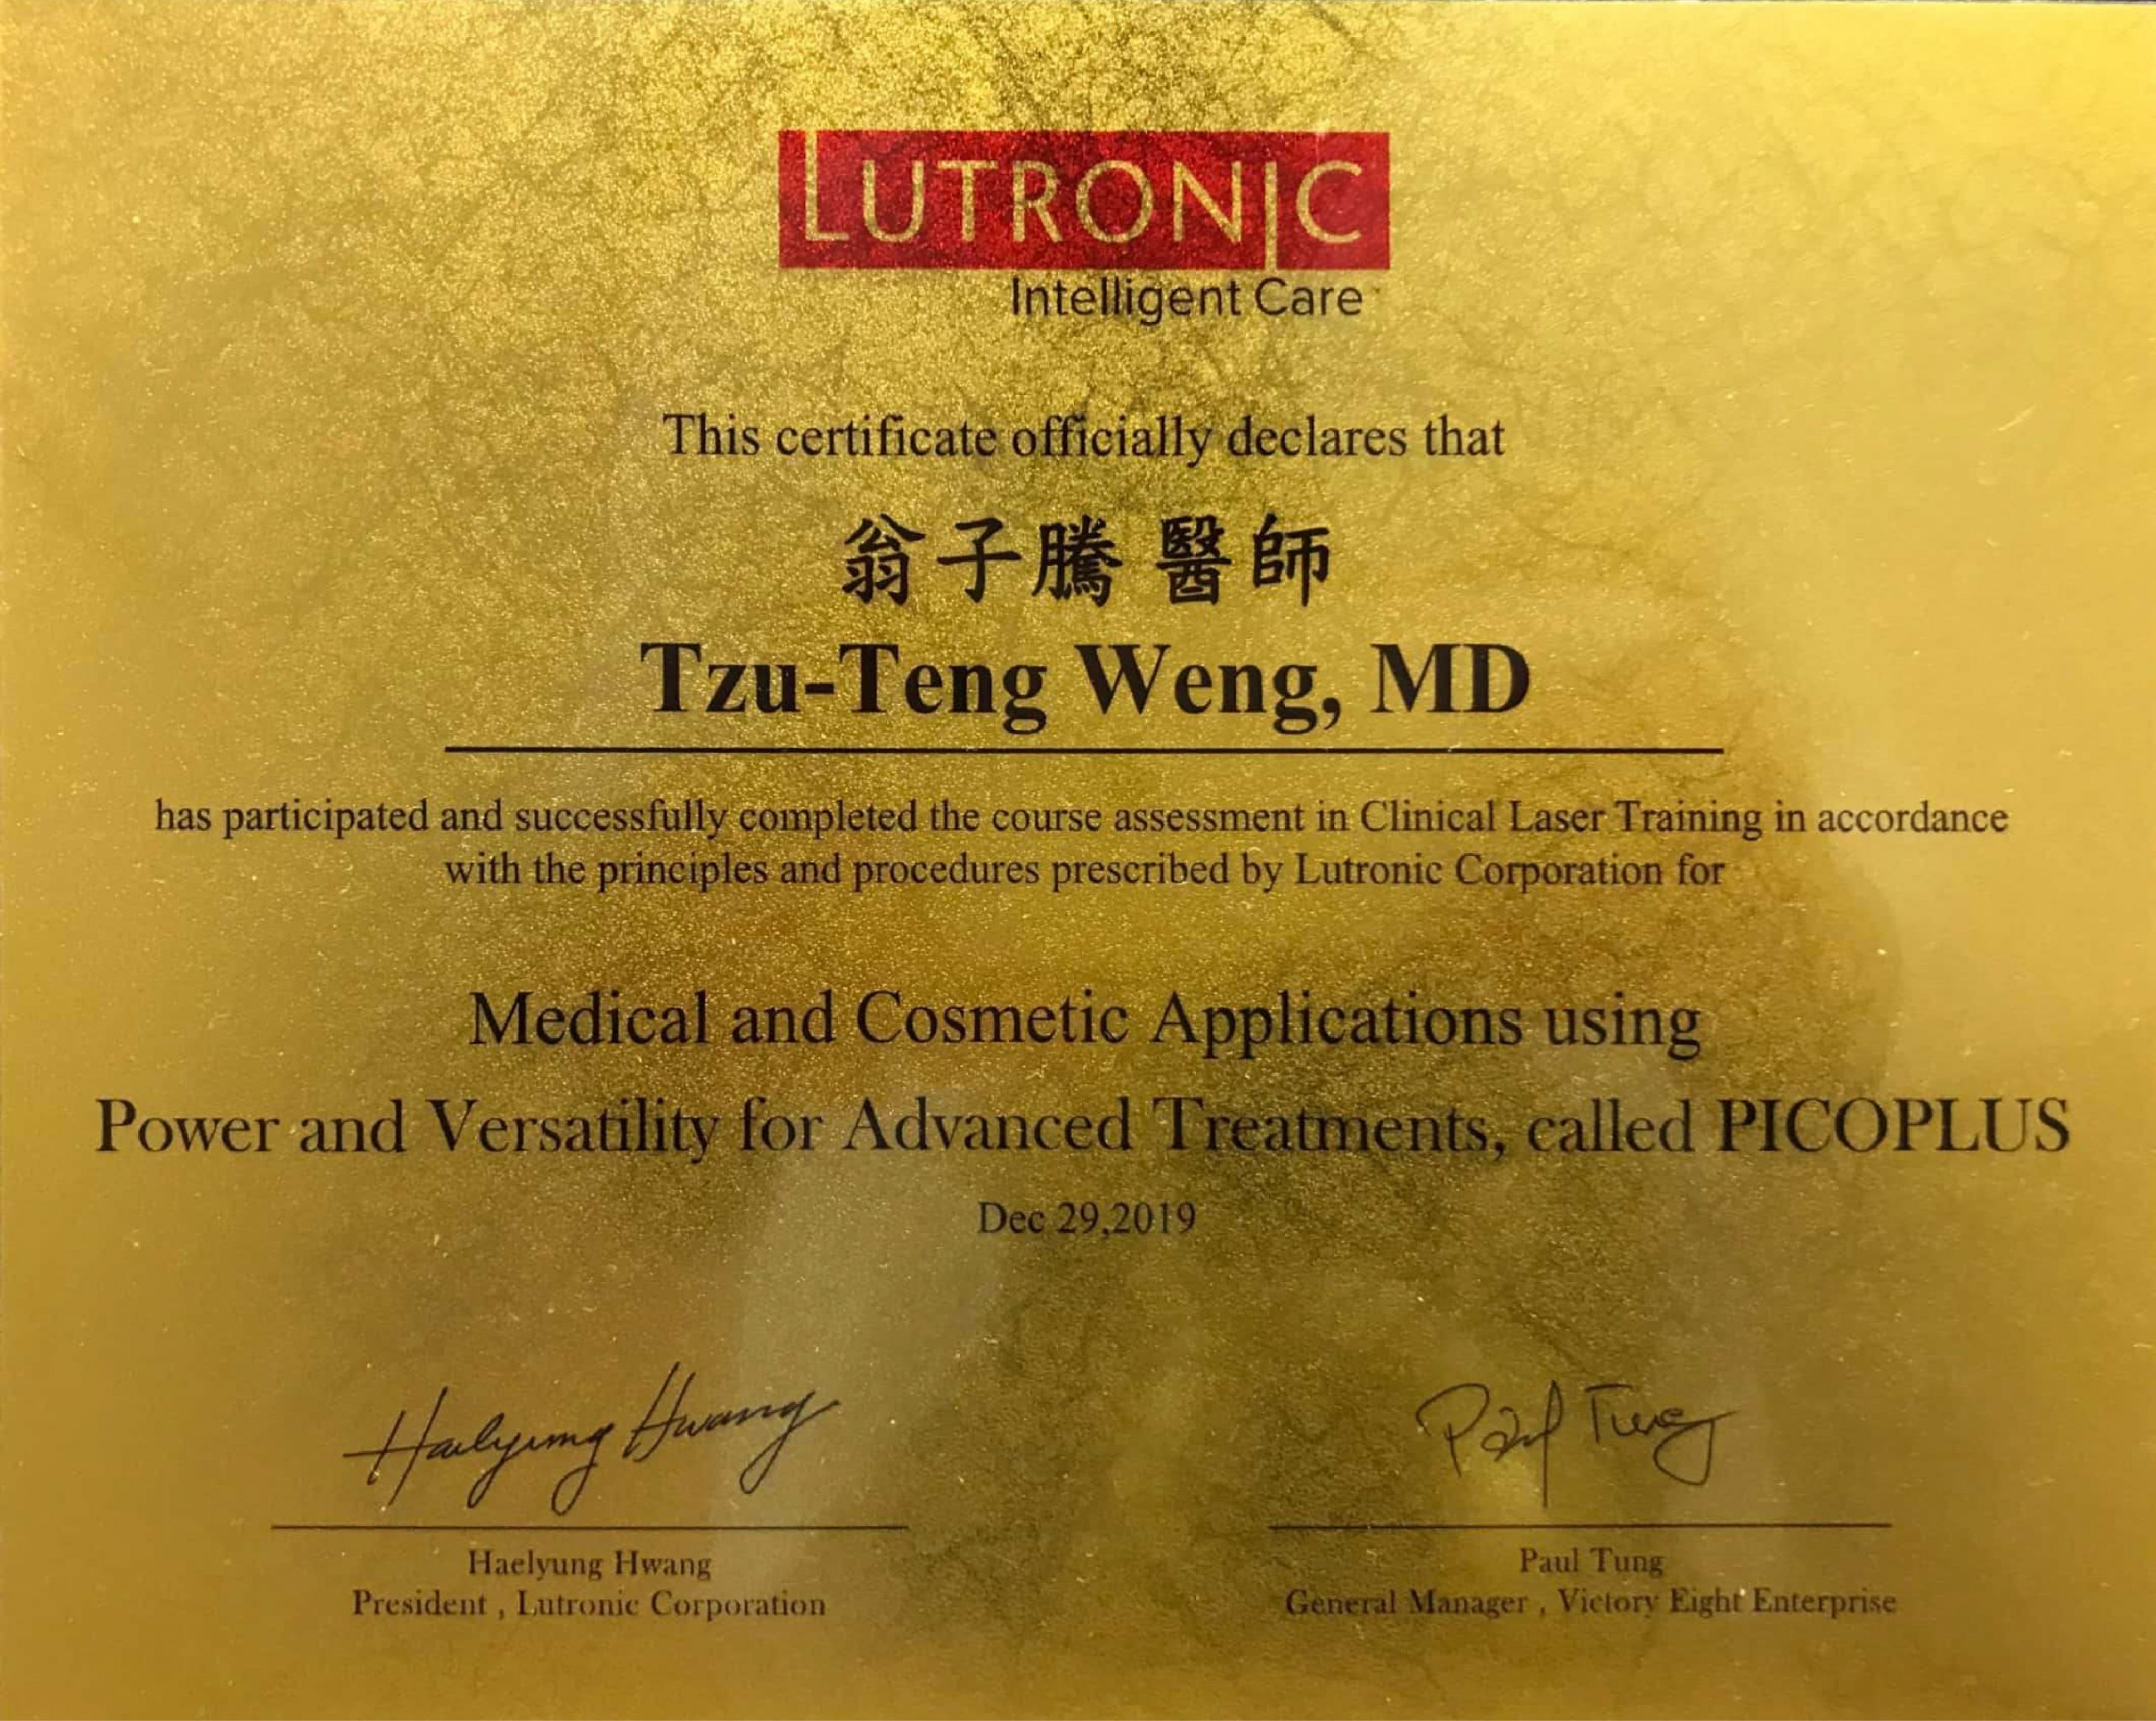 LUTRONIC
Intelligent Care
This certificate officially declares that
翁子騰 醫師
Tzu-Teng Weng, MD
has participated and successfully completed the course assessment in Clinical Laser Training in accordance
with the principles and procedures prescribed by Lutronic Corporation for
Medical and Cosmetic Applications using
Power and Versatility for Advanced Treatments, called PICOPLUS
Dec 29,2019
Haelyung Hwang
Paul Tung
Haelyung Hwang
President , Lutronic Corporation
Paul Tung
General Manager , Victory Eight Enterprise